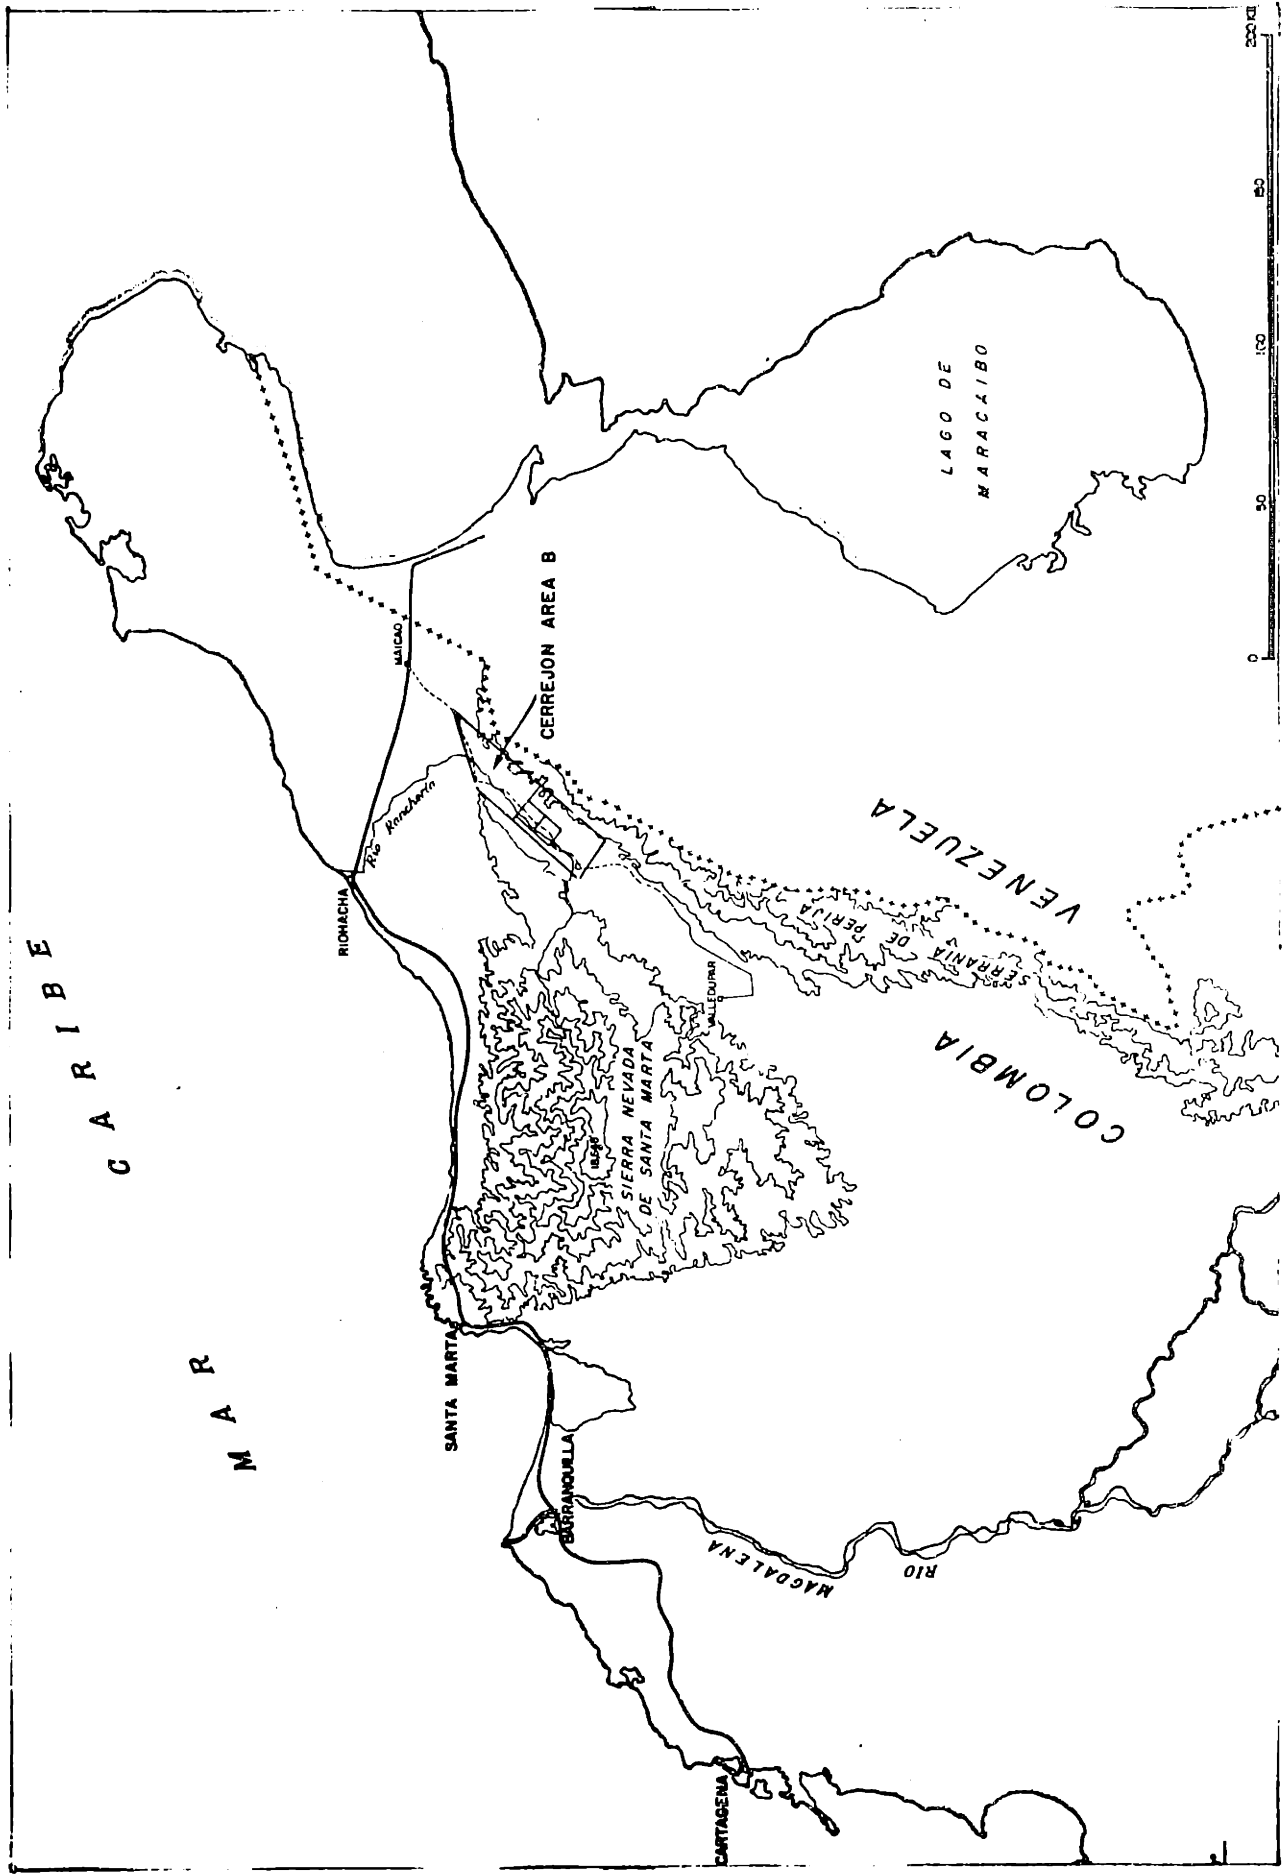 MAR CARIBE
RIOHACHA
MAICAO
Rio Rancheria
CERREJON AREA B
SANTA MARTA
BARRANQUILLA
CARTAGENA
SIERRA NEVADA
DE SANTA MARTA
VALLEDUPAR
SERRANIA
DE
PERIJA
VENEZUELA
COLOMBIA
LAGO DE
MARACAIBO
RIO MAGDALENA
0 50 100 150 200 KM